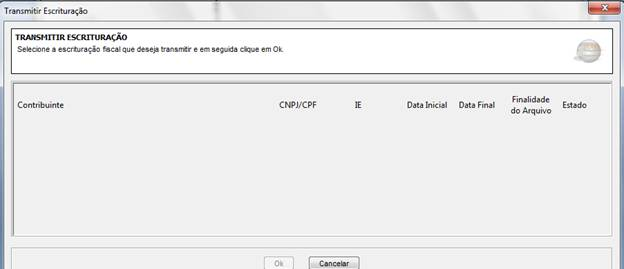 Transmitir Escrituração
TRANSMITIR ESCRITURAÇÃO
Selecione a escrituração fiscal que deseja transmitir e em seguida clique em Ok.
Contribuinte CNPJ/CPF IE Data Inicial Data Final Finalidade do Arquivo Estado
Ok Cancelar